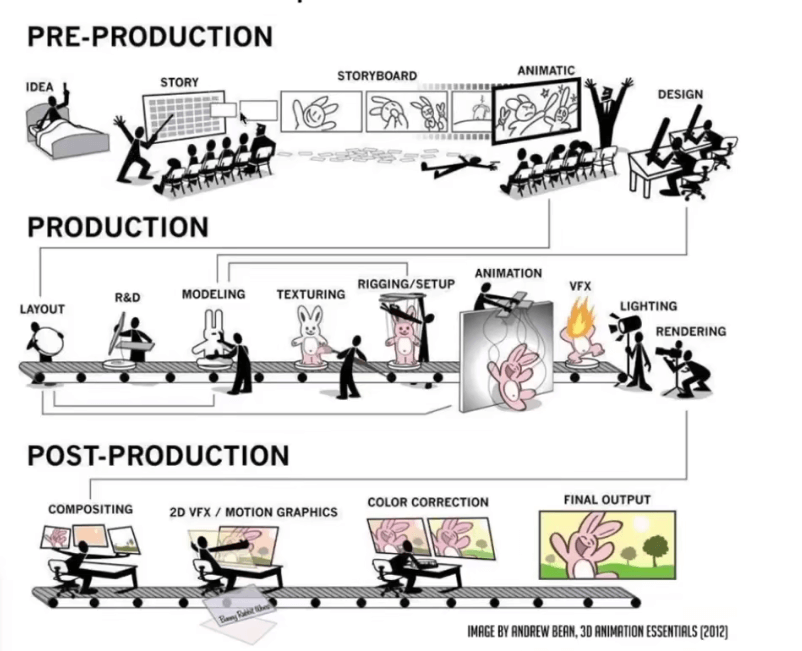 PRE-PRODUCTION
IDEA
STORY
STORYBOARD
ANIMATIC
DESIGN
PRODUCTION
LAYOUT
R&D
MODELING
TEXTURING
RIGGING/SETUP
ANIMATION
VFX
LIGHTING
RENDERING
POST-PRODUCTION
COMPOSITING
2D VFX / MOTION GRAPHICS
COLOR CORRECTION
FINAL OUTPUT
Bunny Rabbit
IMAGE BY ANDREW BEAN, 3D ANIMATION ESSENTIALS (2012)